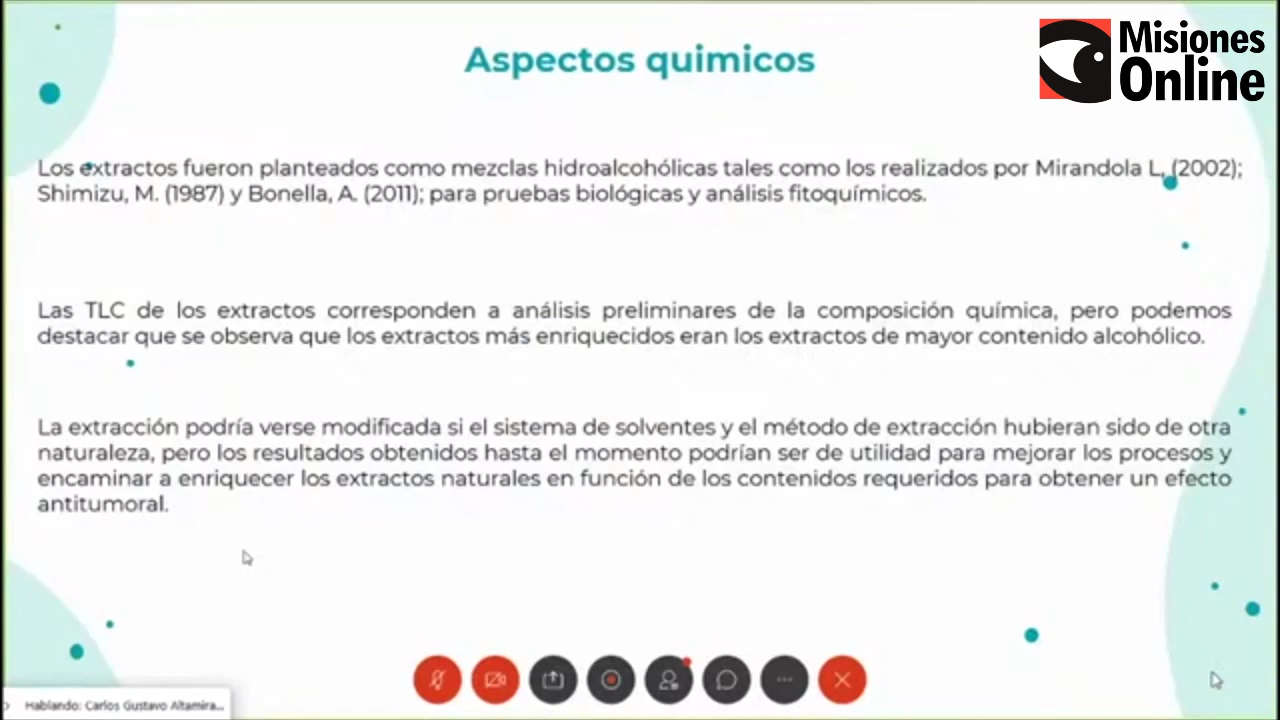 Aspectos quimicos
Misiones
Online
Los extractos fueron planteados como mezclas hidroalcohólicas tales como los realizados por Mirandola L, (2002);
Shimizu, M. (1987) y Bonella, A. (2011); para pruebas biológicas y análisis fitoquímicos.
Las TLC de los extractos corresponden a análisis preliminares de la composición química, pero podemos
destacar que se observa que los extractos más enriquecidos eran los extractos de mayor contenido alcohólico.
La extracción podría verse modificada si el sistema de solventes y el método de extracción hubieran sido de otra
naturaleza, pero los resultados obtenidos hasta el momento podrían ser de utilidad para mejorar los procesos y
encaminar a enriquecer los extractos naturales en función de los contenidos requeridos para obtener un efecto
antitumoral.
Hablando: Carlos Gustavo Altamira...